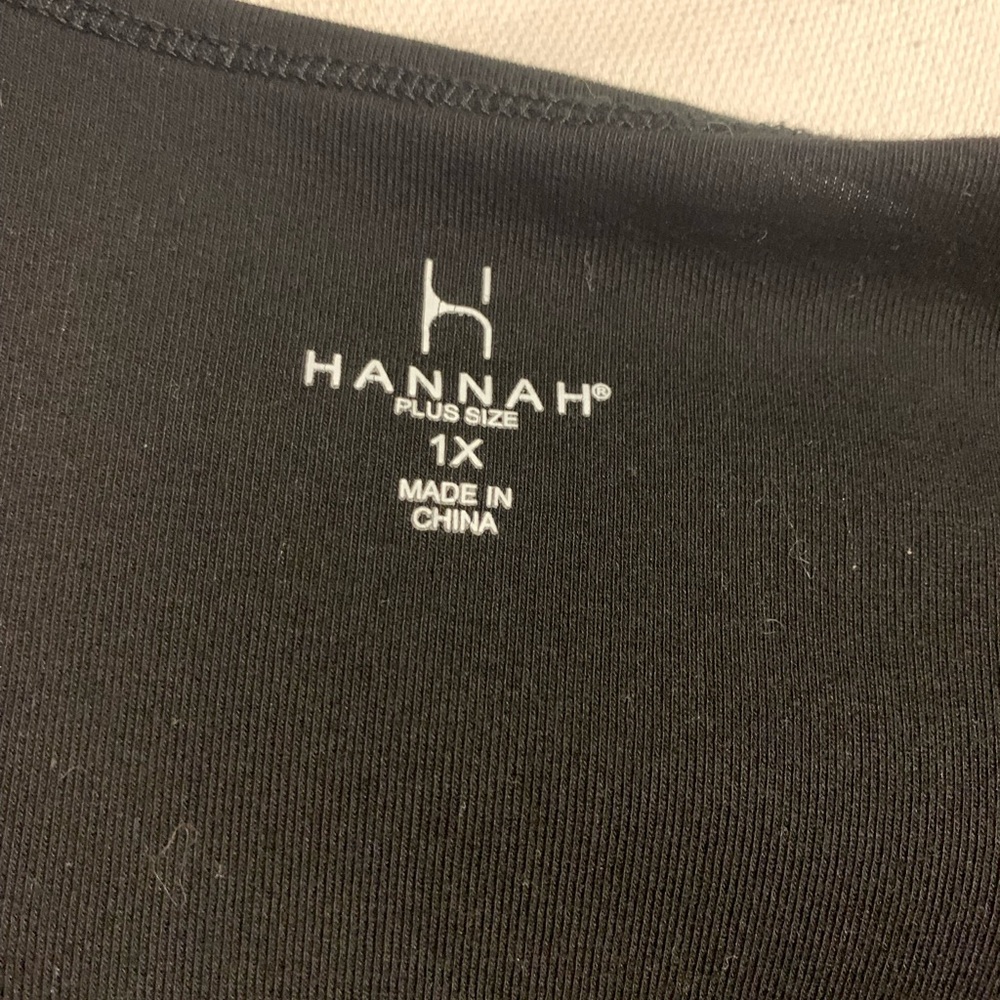 HANNAH®
PLUS SIZE
1X
MADE IN
CHINA